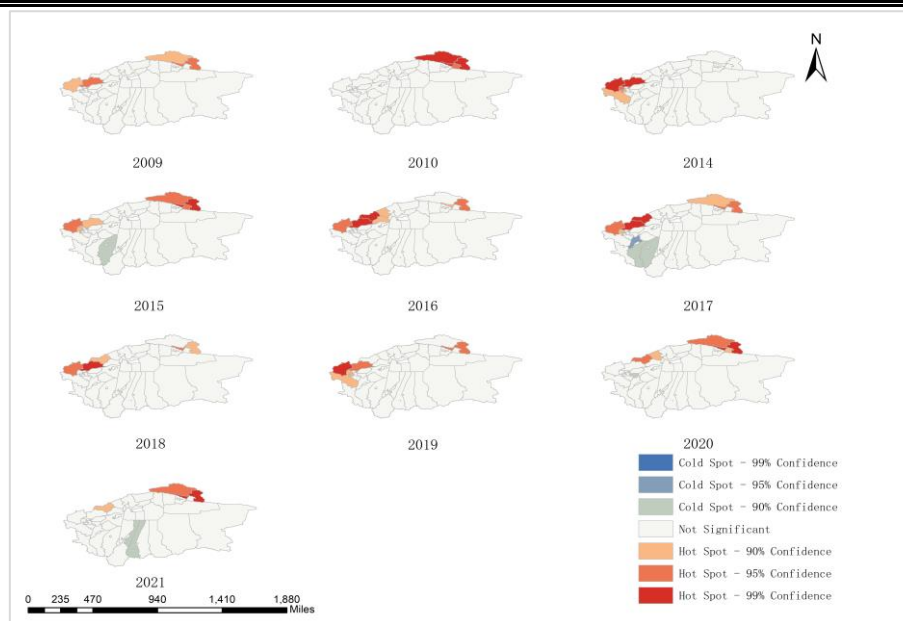 N
2009
2010
2014
2015
2016
2017
2018
2019
2020
2021
Cold Spot - 99% Confidence
Cold Spot - 95% Confidence
Cold Spot - 90% Confidence
Not Significant
Hot Spot - 90% Confidence
Hot Spot - 95% Confidence
Hot Spot - 99% Confidence
0 235 470 940 1,410 1,880
Miles